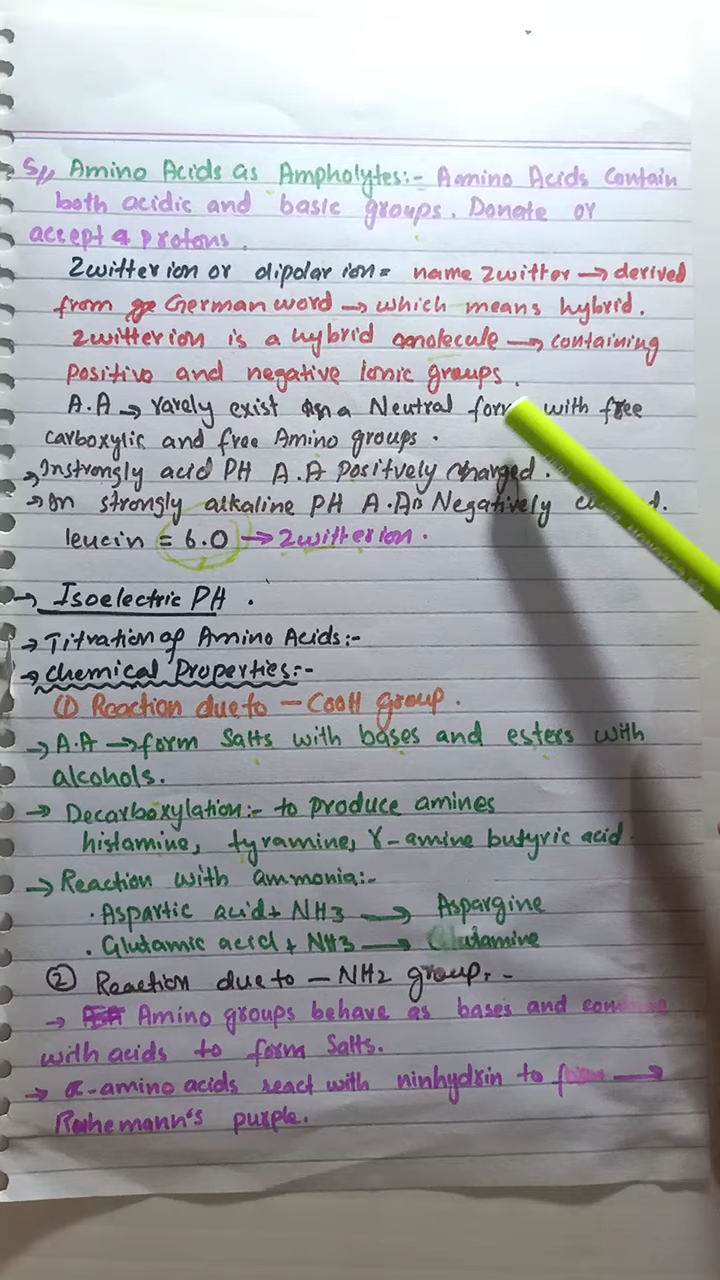 5,, Amino Acids as Ampholytes:- Amino Acids Contain
both acidic and basic groups. Donate or
accept a protons.
Zwitter ion or dipolar ion = name zwitter → derived
from German word → which means hybrid.
Zwitter ion is a hybrid molecule → containing
positive and negative ionic groups.
A.A → rarely exist a Neutral form with free
carboxylic and free Amino groups.
→ In strongly acid PH A.A Positvely charged.
→ In strongly alkaline PH A.A is Negatively
leucin = 6.0 → zwitterion.
→ Isoelectric PH.
→ Titration of Amino Acids:-
→ Chemical Properties:-
(1) Reaction due to - CooH group.
→ A.A → form salts with bases and esters with
alcohols.
→ Decarboxylation:- to produce amines
histamine, tyramine, γ-amine butyric acid
→ Reaction with ammonia:-
. Aspartic acid + NH3 → Aspargine
. Glutamic acid + NH3 → Glutamine
② Reaction due to - NH2 group. -
→ Amino groups behave as bases and combine
with acids to form Salts.
→ α-amino acids react with ninhydrin to form →
Ruhemann's purple.